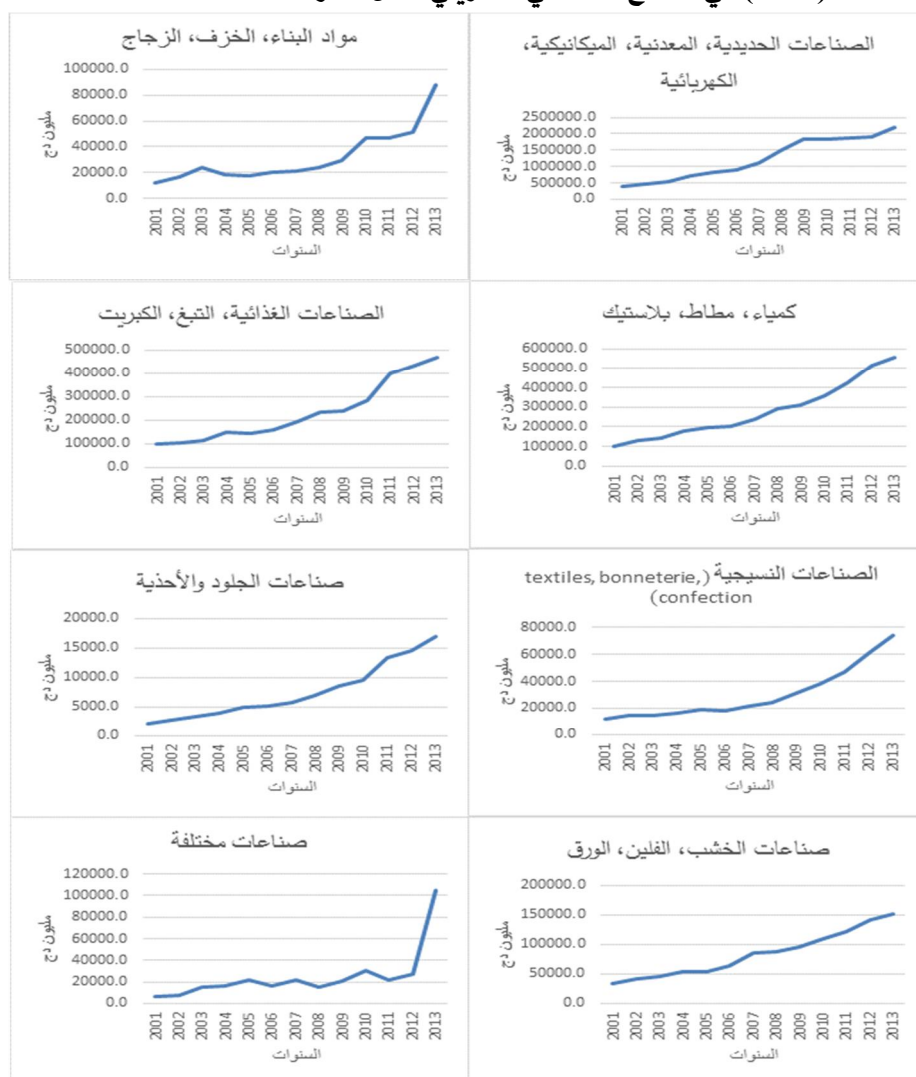 الصناعات الحديدية، المعدنية، الميكانيكية،
الكهربائية
2500000.0
2000000.0
1500000.0
1000000.0
500000.0
0.0
مليون دج
2001 2002 2003 2004 2005 2006 2007 2008 2009 2010 2011 2012 2013
السنوات
مواد البناء، الخزف، الزجاج
100000.0
80000.0
60000.0
40000.0
20000.0
0.0
مليون دج
2001 2002 2003 2004 2005 2006 2007 2008 2009 2010 2011 2012 2013
السنوات
كمياء، مطاط، بلاستيك
600000.0
500000.0
400000.0
300000.0
200000.0
100000.0
0.0
مليون دج
2001 2002 2003 2004 2005 2006 2007 2008 2009 2010 2011 2012 2013
السنوات
الصناعات الغذائية، التبغ، الكبريت
500000.0
400000.0
300000.0
200000.0
100000.0
0.0
مليون دج
2001 2002 2003 2004 2005 2006 2007 2008 2009 2010 2011 2012 2013
السنوات
الصناعات النسيجية (textiles, bonneterie,
confection)
80000.0
60000.0
40000.0
20000.0
0.0
مليون دج
2001 2002 2003 2004 2005 2006 2007 2008 2009 2010 2011 2012 2013
السنوات
صناعات الجلود والأحذية
20000.0
15000.0
10000.0
5000.0
0.0
مليون دج
2001 2002 2003 2004 2005 2006 2007 2008 2009 2010 2011 2012 2013
السنوات
صناعات الخشب، الفلين، الورق
200000.0
150000.0
100000.0
50000.0
0.0
مليون دج
2001 2002 2003 2004 2005 2006 2007 2008 2009 2010 2011 2012 2013
السنوات
صناعات مختلفة
120000.0
100000.0
80000.0
60000.0
40000.0
20000.0
0.0
مليون دج
2001 2002 2003 2004 2005 2006 2007 2008 2009 2010 2011 2012 2013
السنوات